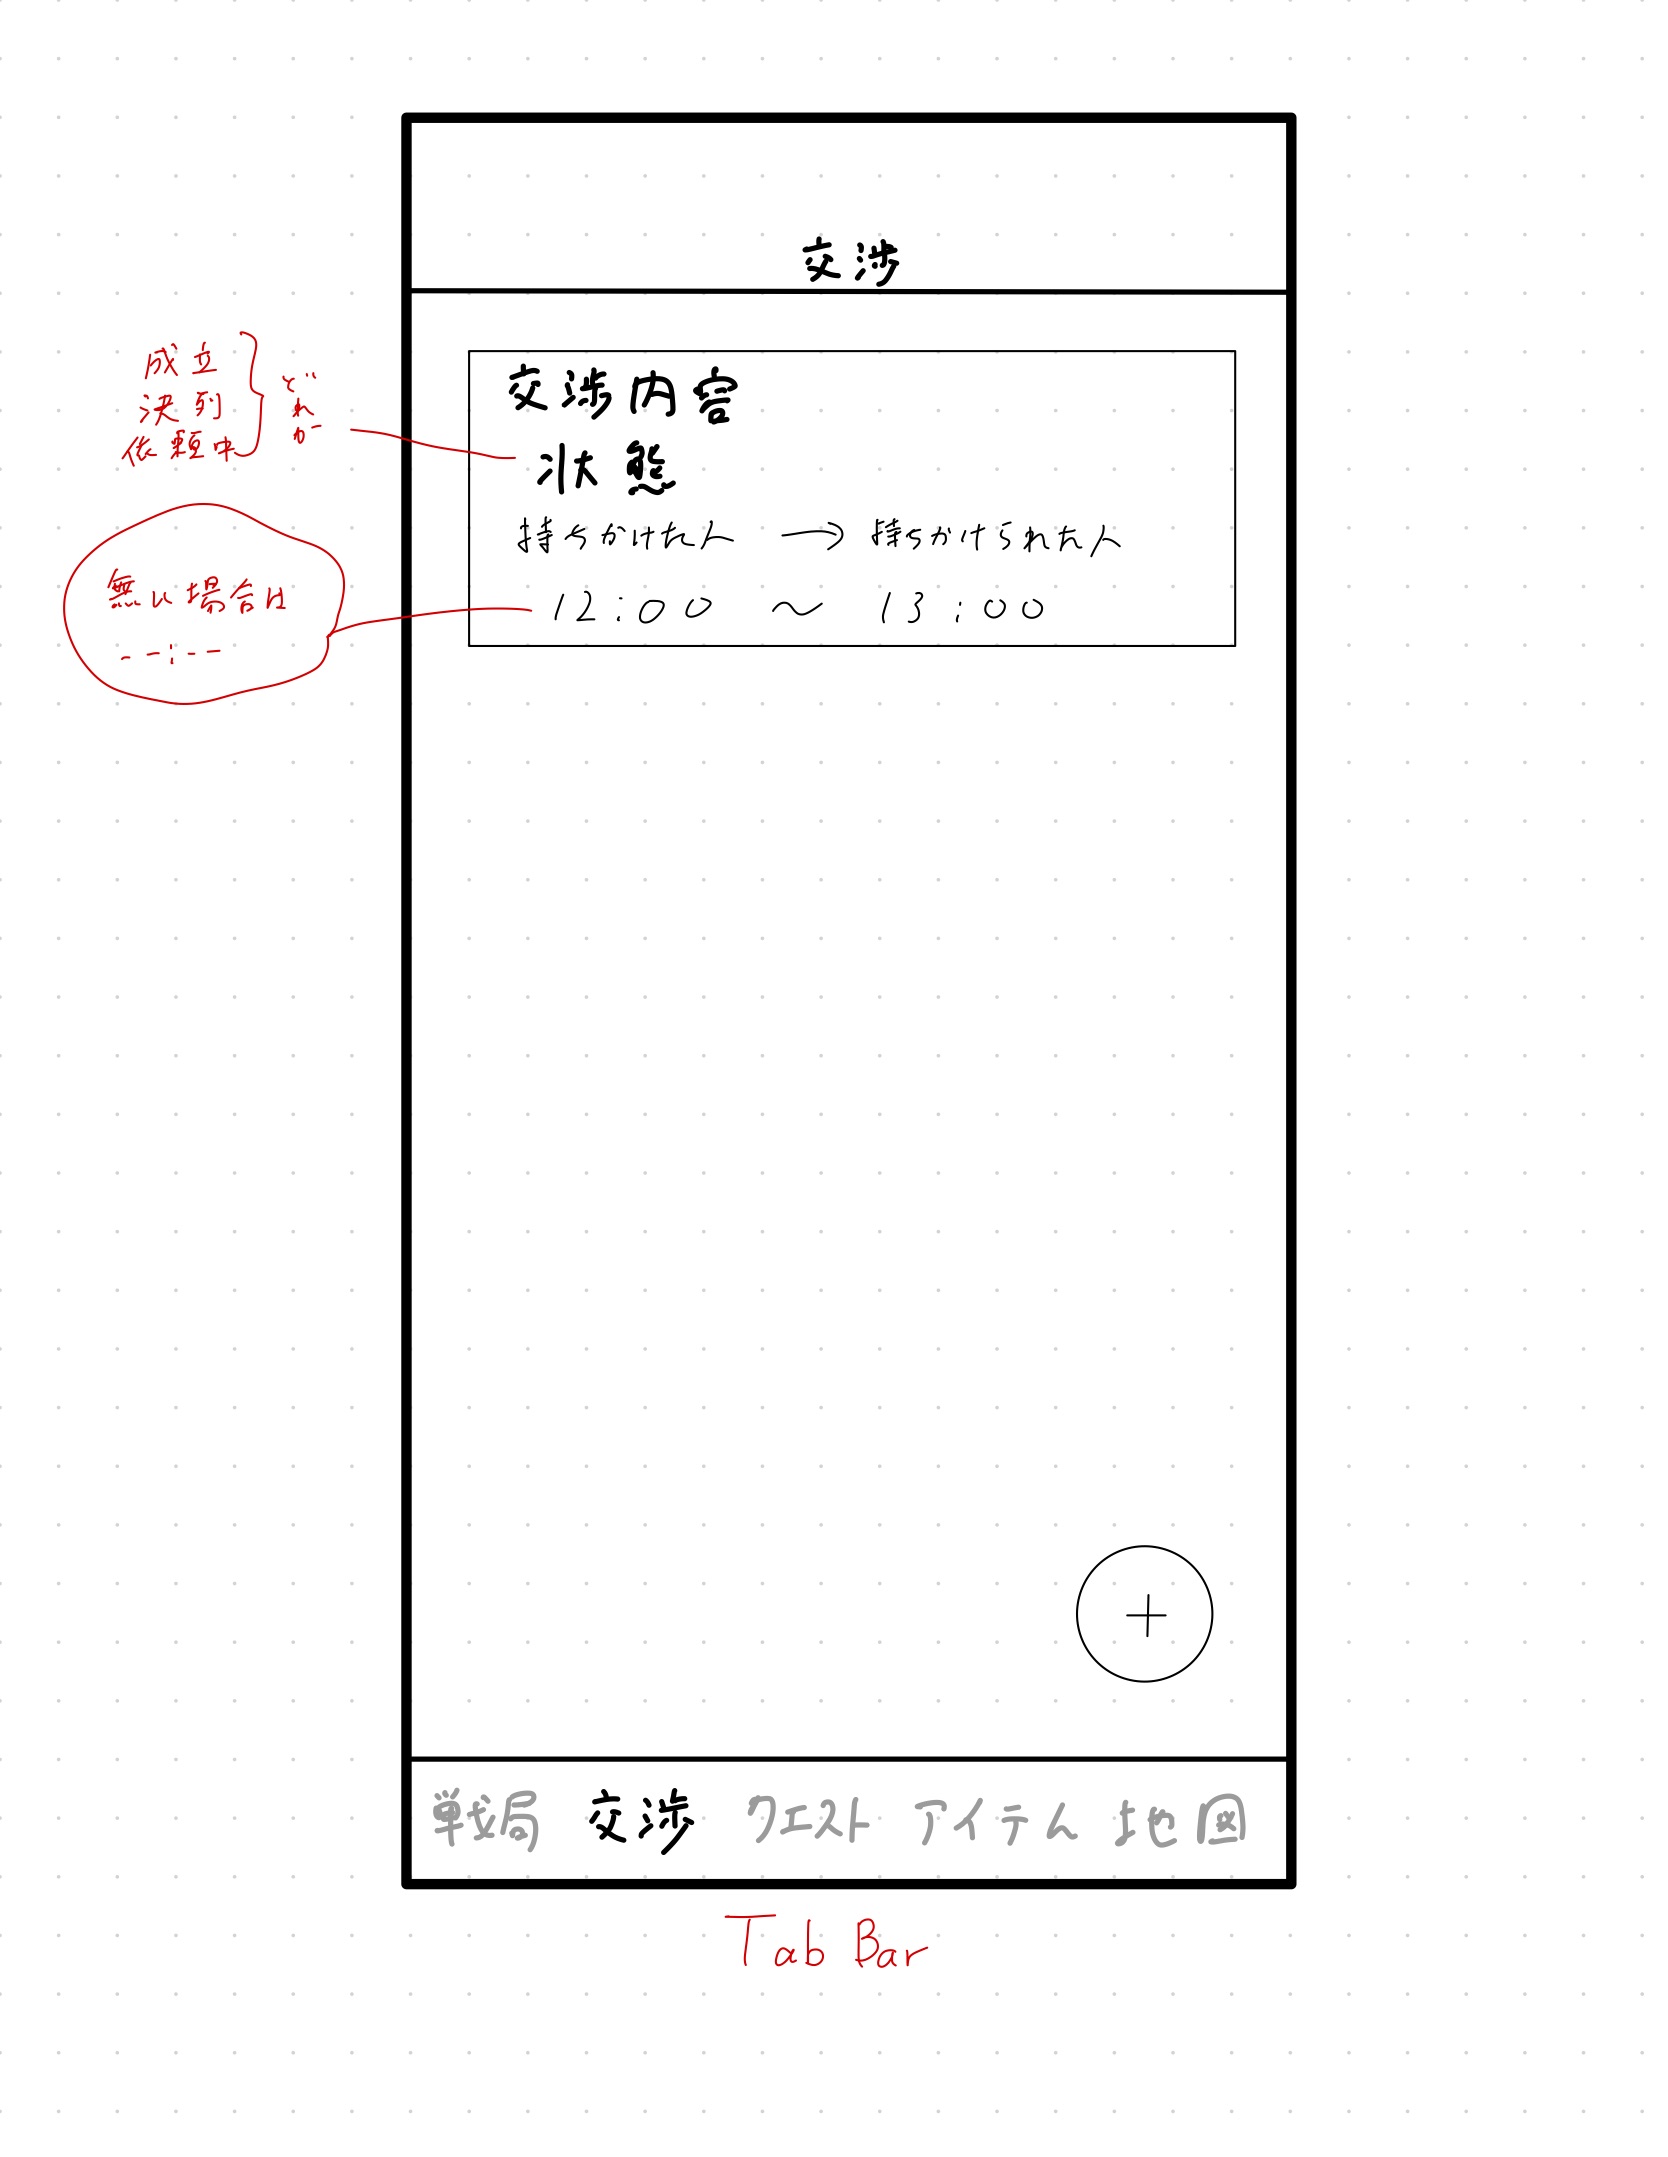 交渉
成立
決列
依頼中
どれか
交渉内容
状態
持ちかけた人 → 持ちかけられた人
12:00 〜 13:00
無い場合は
--:--
+
戦局 交渉 クエスト アイテム 地図
Tab Bar